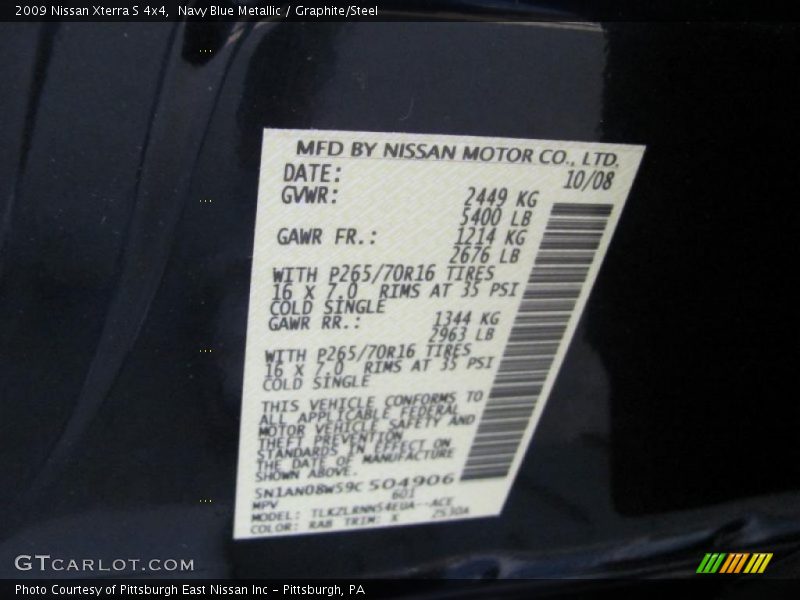 2009 Nissan Xterra S 4x4, Navy Blue Metallic / Graphite/Steel
MFD BY NISSAN MOTOR CO., LTD.
DATE: 10/08
GVWR: 2449 KG
5400 LB
GAWR FR.: 1214 KG
2676 LB
WITH P265/70R16 TIRES
16 X 7.0 RIMS AT 35 PSI
COLD SINGLE
GAWR RR.: 1344 KG
2963 LB
WITH P265/70R16 TIRES
16 X 7.0 RIMS AT 35 PSI
COLD SINGLE
THIS VEHICLE CONFORMS TO
ALL APPLICABLE FEDERAL
MOTOR VEHICLE SAFETY AND
THEFT PREVENTION
STANDARDS IN EFFECT ON
THE DATE OF MANUFACTURE
SHOWN ABOVE.
5N1AN08W59C504906
MPV 601
MODEL: TLKZLRNN54EUA--ACE
COLOR: RAB TRIM: X 2530A
GTCARLOT.COM
Photo Courtesy of Pittsburgh East Nissan Inc - Pittsburgh, PA